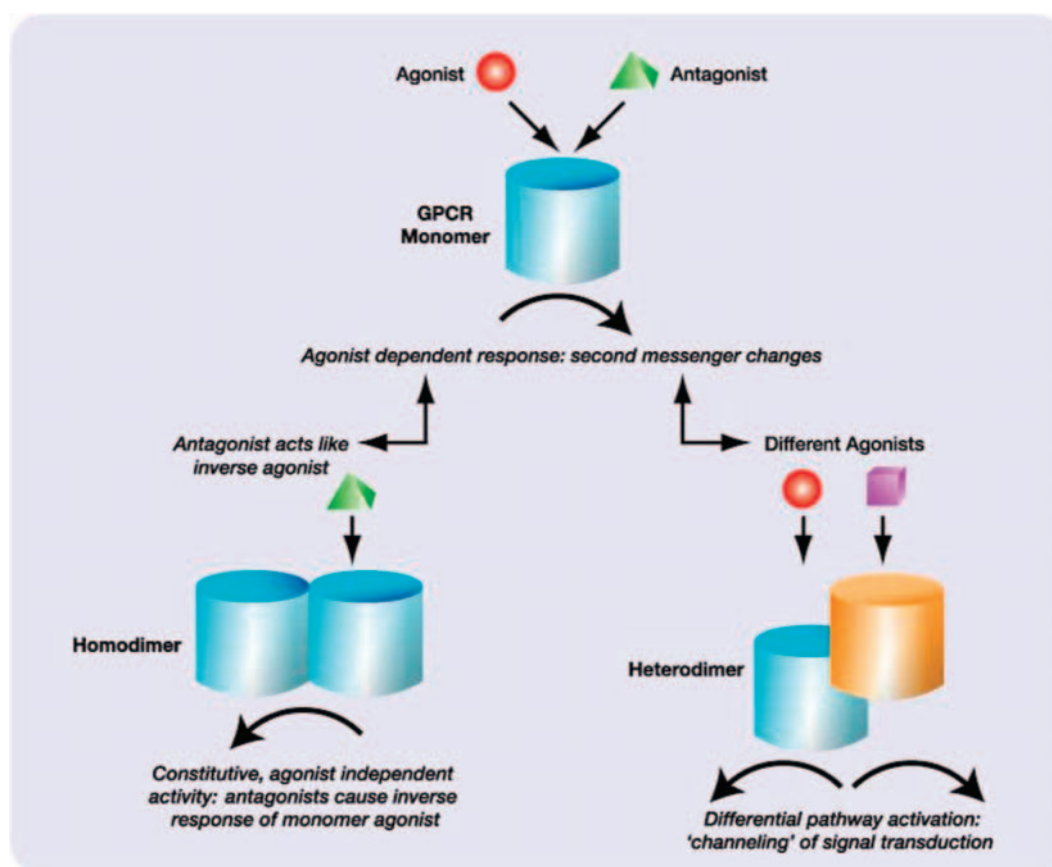 Agonist
Antagonist
GPCR
Monomer
Agonist dependent response: second messenger changes
Antagonist acts like
inverse agonist
Different Agonists
Homodimer
Heterodimer
Constitutive, agonist independent
activity: antagonists cause inverse
response of monomer agonist
Differential pathway activation:
‘channeling’ of signal transduction